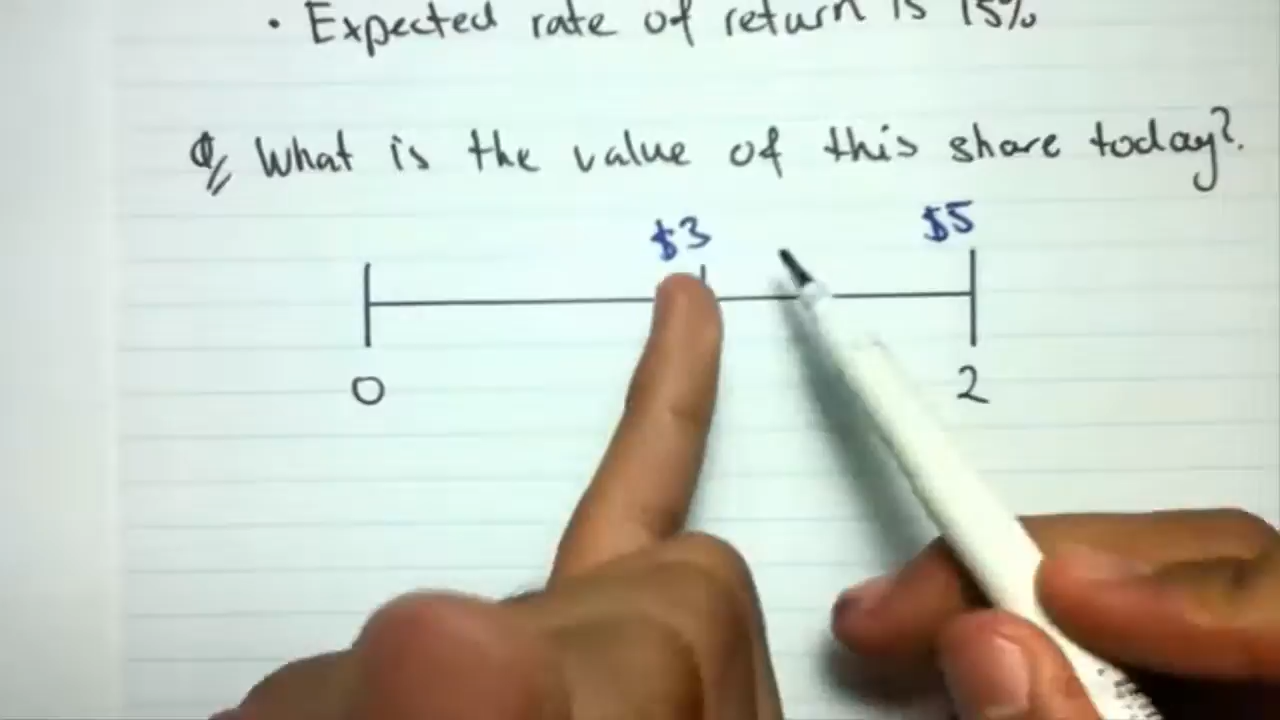 • Expected rate of return is 15%
Q, What is the value of this share today?
$3 $5
0 2